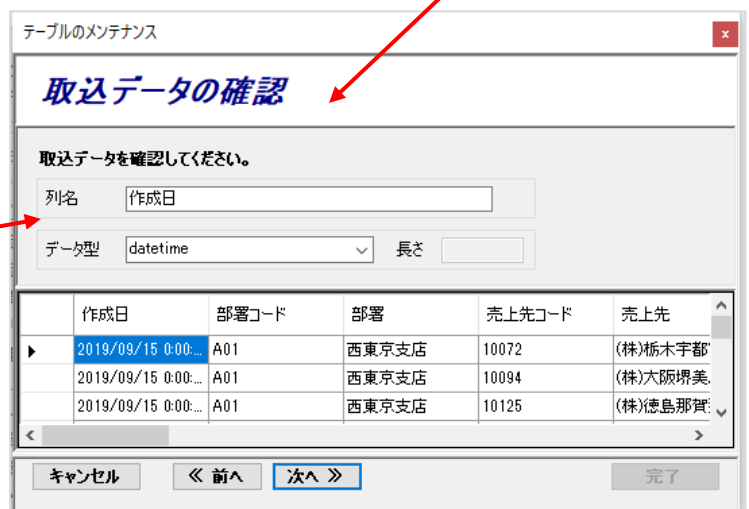 テーブルのメンテナンス
x
取込データの確認
取込データを確認してください。
列名 作成日
データ型 datetime 長さ
作成日 部署コード 部署 売上先コード 売上先
2019/09/15 0:00:... A01 西東京支店 10072 (株)栃木宇都
2019/09/15 0:00:... A01 西東京支店 10094 (株)大阪堺美
2019/09/15 0:00:... A01 西東京支店 10125 (株)徳島那賀
キャンセル ≪ 前へ 次へ ≫ 完了